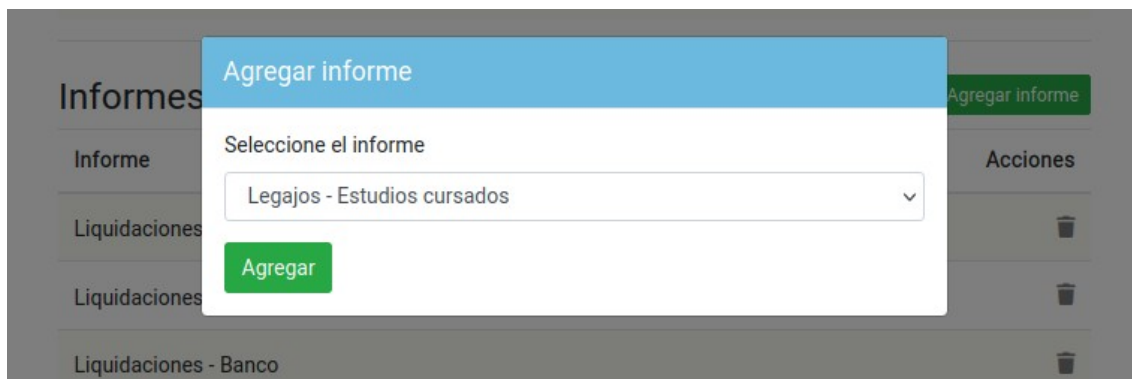 Agregar informe
Informes
Agregar informe
Seleccione el informe
Informe
Acciones
Legajos - Estudios cursados
Liquidaciones
Agregar
Liquidaciones
Liquidaciones - Banco